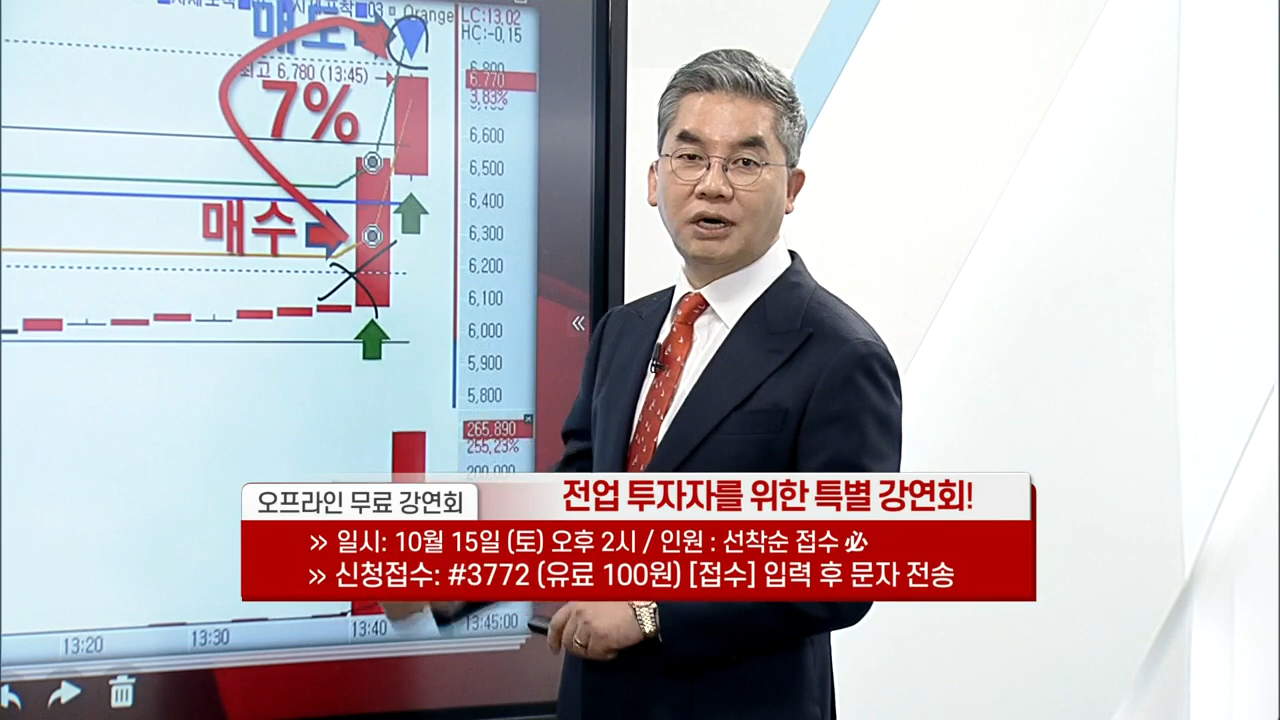 Orange
LC:13.02
HC:-0.15
매도
최고 6,780 (13:45)
6,800
6,770
3.83%
7%
6,600
6,500
6,400
매수
6,300
6,200
6,100
6,000
5,900
5,800
265,890
255,23%
200,000
오프라인 무료 강연회
전업 투자자를 위한 특별 강연회!
» 일시: 10월 15일 (토) 오후 2시 / 인원 : 선착순 접수 必
» 신청접수: #3772 (유료 100원) [접수] 입력 후 문자 전송
13:20
13:30
13:40
13:45:00